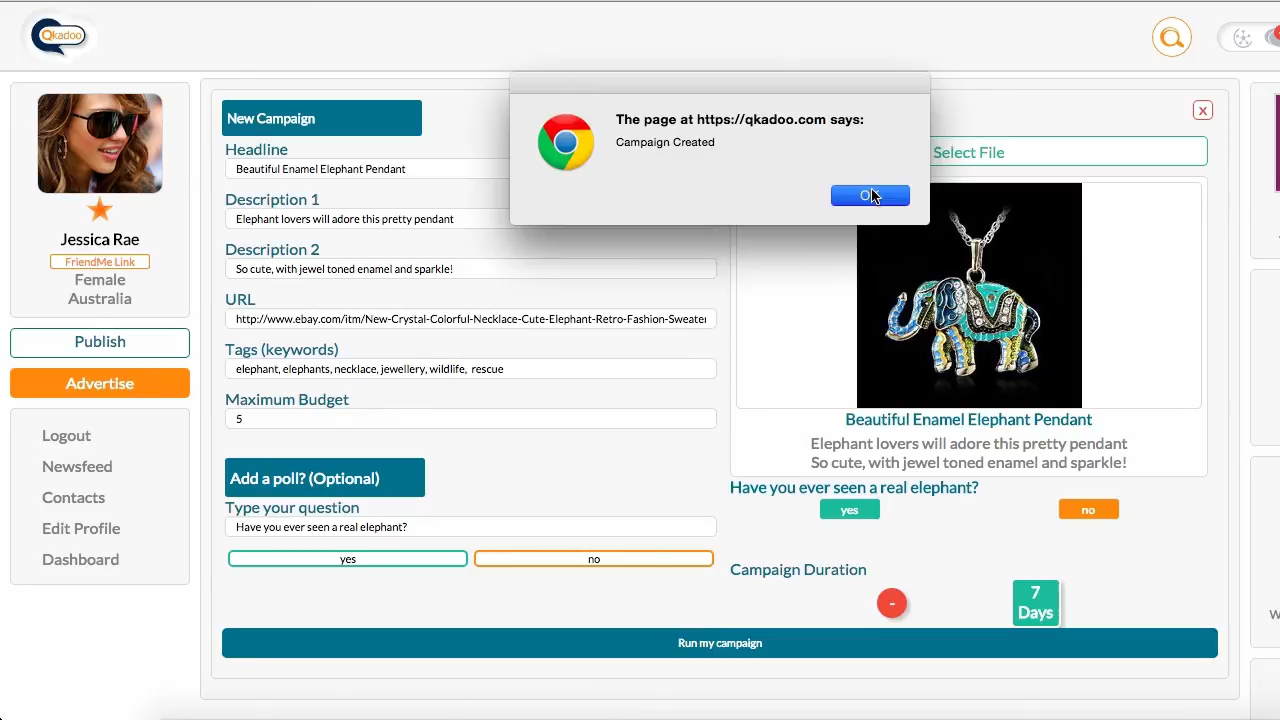 Qkadoo
The page at https://qkadoo.com says:
Campaign Created
New Campaign
X
Headline
Beautiful Enamel Elephant Pendant
Select File
Description 1
Elephant lovers will adore this pretty pendant
Description 2
So cute, with jewel toned enamel and sparkle!
URL
http://www.ebay.com/itm/New-Crystal-Colorful-Necklace-Cute-Elephant-Retro-Fashion-Sweater
Tags (keywords)
elephant, elephants, necklace, jewellery, wildlife, rescue
Maximum Budget
5
Add a poll? (Optional)
Type your question
Have you ever seen a real elephant?
yes
no
Beautiful Enamel Elephant Pendant
Elephant lovers will adore this pretty pendant
So cute, with jewel toned enamel and sparkle!
Have you ever seen a real elephant?
yes
no
Campaign Duration
-
7
Days
Run my campaign
Jessica Rae
FriendMe Link
Female
Australia
Publish
Advertise
Logout
Newsfeed
Contacts
Edit Profile
Dashboard